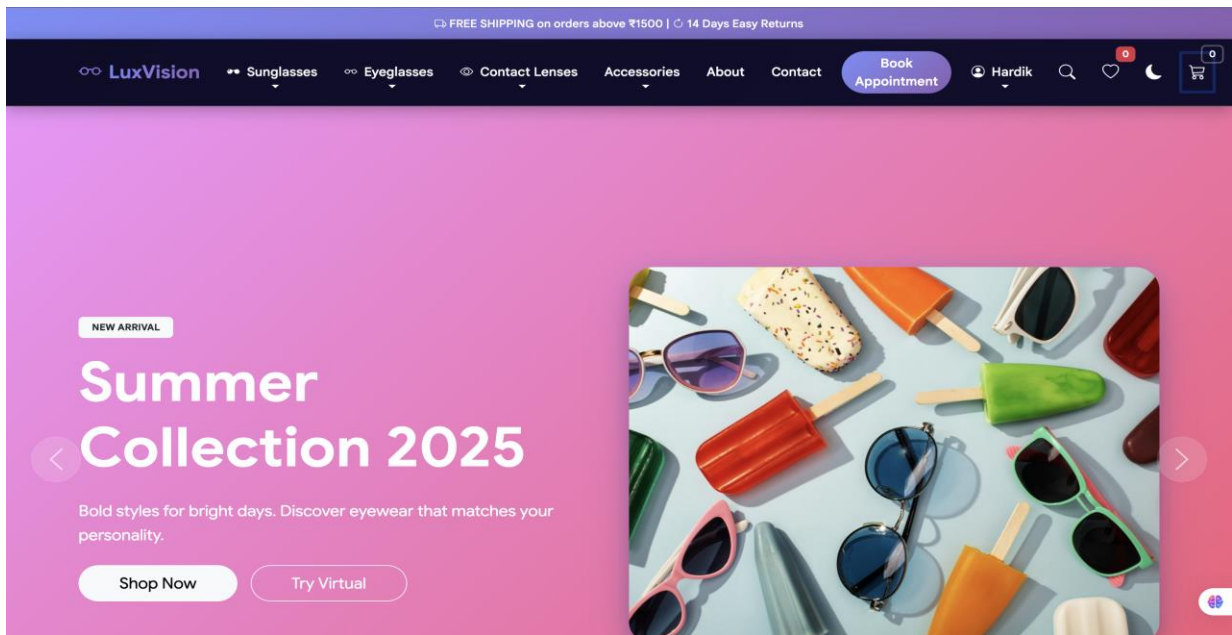 FREE SHIPPING on orders above ₹1500 | 14 Days Easy Returns
LuxVision Sunglasses Eyeglasses Contact Lenses Accessories About Contact Book Appointment Hardik 0 0
NEW ARRIVAL
Summer
Collection 2025
Bold styles for bright days. Discover eyewear that matches your
personality.
Shop Now Try Virtual